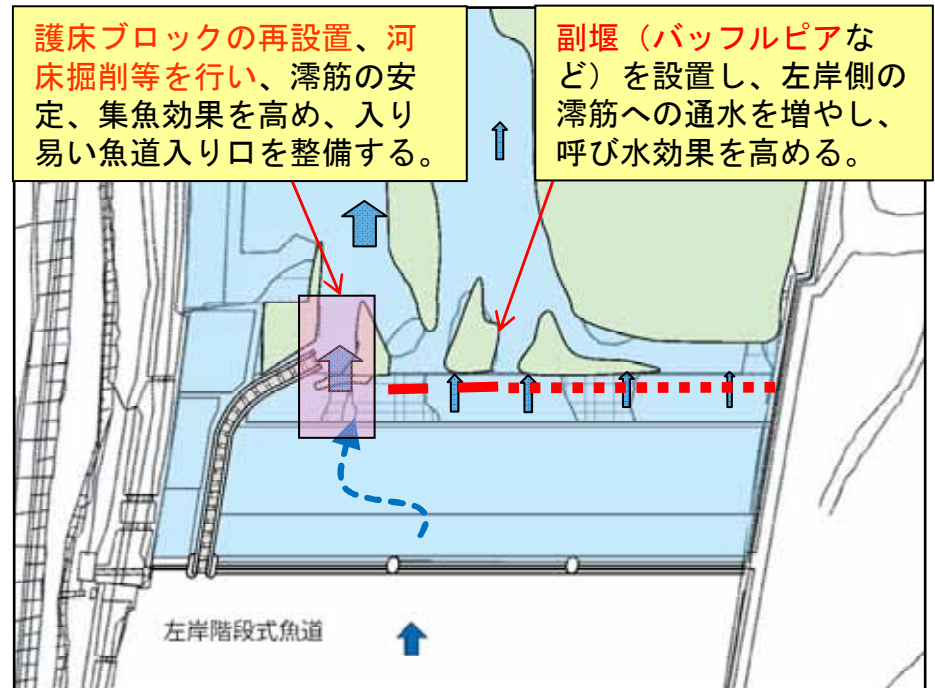 護床ブロックの再設置、河
床掘削等を行い、澪筋の安
定、集魚効果を高め、入り
易い魚道入り口を整備する。
副堰（バッフルピアな
ど）を設置し、左岸側の
澪筋への通水を増やし、
呼び水効果を高める。
左岸階段式魚道